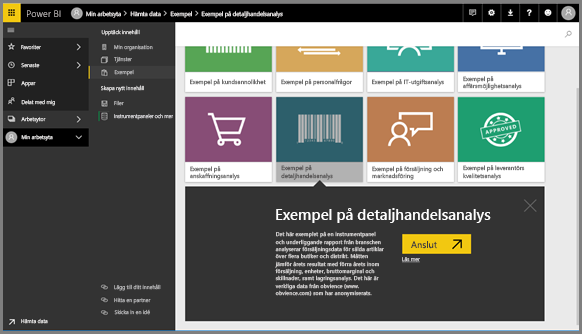 Power BI
Min arbetsyta > Hämta data > Exempel > Exempel på detaljhandelsanalys
Favoriter
Senaste
Appar
Delat med mig
Arbetsytor
Min arbetsyta
Hämta data
Upptäck innehåll
Min organisation
Tjänster
Exempel
Skapa nytt innehåll
Filer
Instrumentpaneler och mer
Lägg till ditt innehåll
Hitta en partner
Skicka in en idé
Exempel på kundsannolikhet
Exempel på personalfrågor
Exempel på IT-utgiftsanalys
Exempel på
affärsmöjlighetsanalys
Exempel på
anskaffningsanalys
Exempel på
detaljhandelsanalys
Exempel på försäljning och
marknadsföring
APPROVED
Exempel på leverantörs
kvalitetsanalys
Exempel på detaljhandelsanalys
Det här exemplet på en instrumentpanel
och underliggande rapport från branschen
analyserar försäljningsdata för sålda artiklar
över flera butiker och distrikt. Måtten
jämför årets resultat med förra årets inom
försäljning, enheter, bruttomarginal och
skillnader, samt lagringsanalys. Det här är
verkliga data från obvience (www.
obvience.com) som har anonymiserats.
Anslut
Läs mer